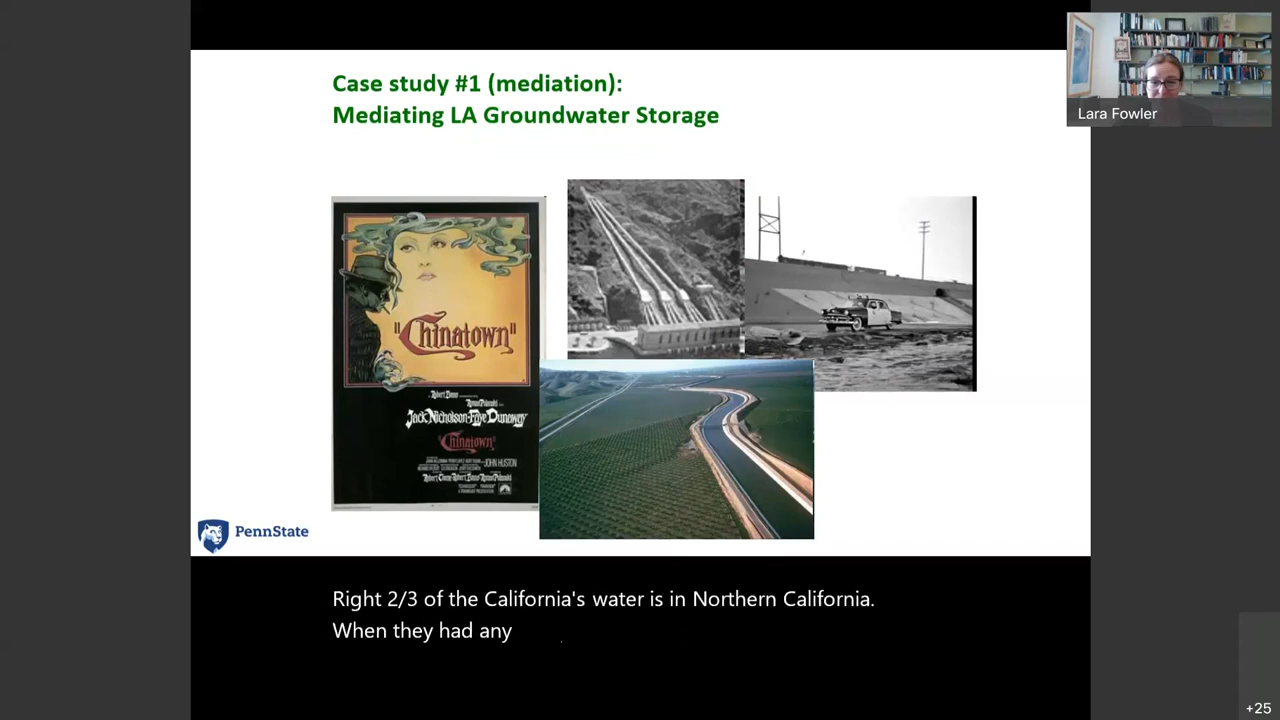 Case study #1 (mediation):
Mediating LA Groundwater Storage
Lara Fowler
"Chinatown"
Jack Nicholson · Faye Dunaway
Chinatown
JOHN HUSTON
PennState
Right 2/3 of the California's water is in Northern California.
When they had any
+25